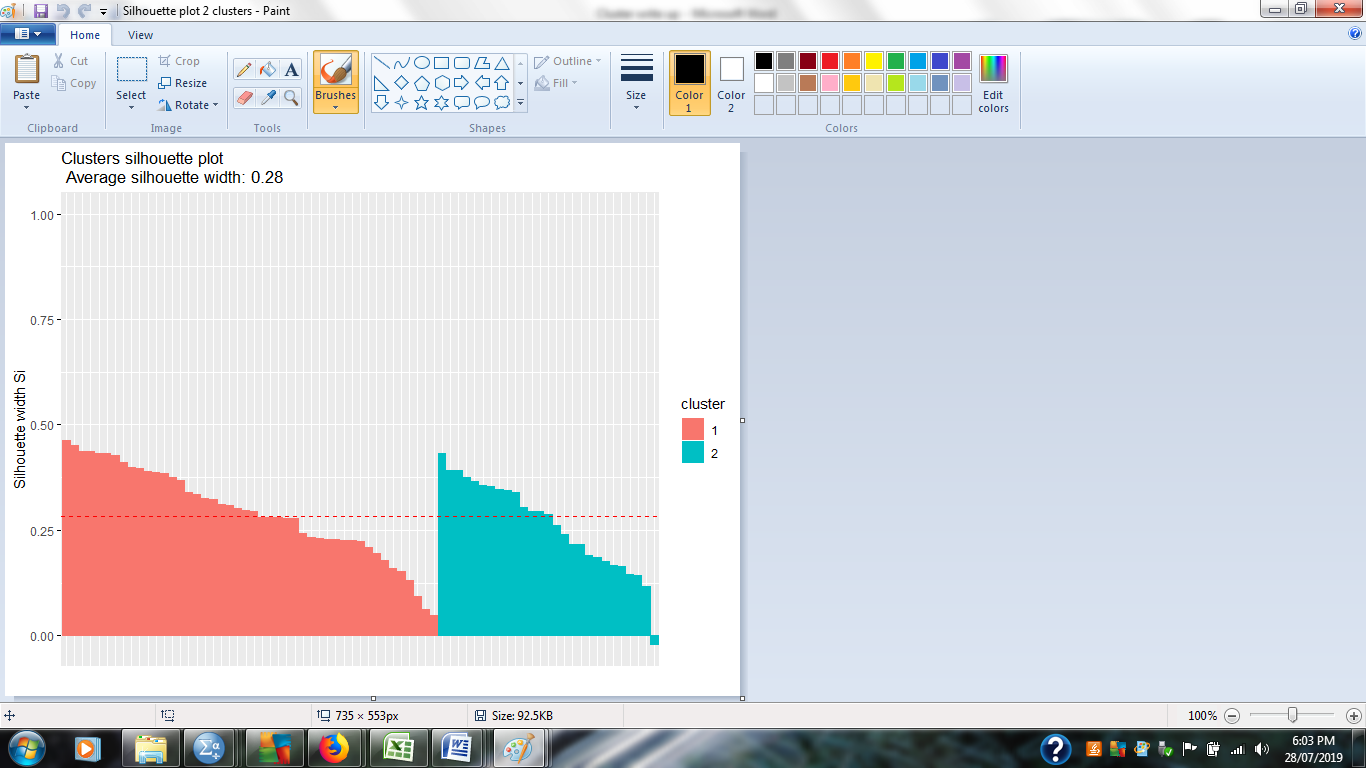 Silhouette plot 2 clusters - Paint
Cluster write up - Microsoft Word
Home
View
Paste
Cut
Copy
Clipboard
Select
Crop
Resize
Rotate
Image
A
Tools
Brushes
Shapes
Outline
Fill
Size
Color
1
Color
2
Edit
colors
Colors
Clusters silhouette plot
Average silhouette width: 0.28
1.00
0.75
0.50
0.25
0.00
Silhouette width Si
cluster
1
2
735 × 553px
Size: 92.5KB
100%
Σα
6:03 PM
28/07/2019